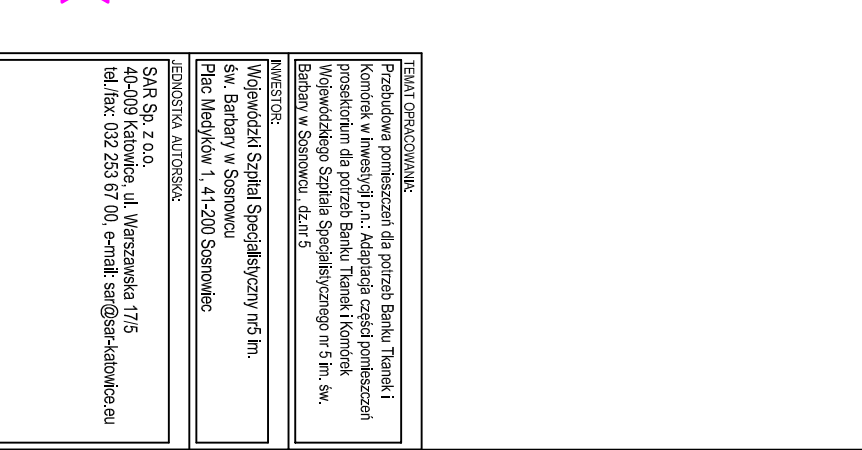 TEMAT OPRACOWANIA:
Przebudowa pomieszczeń dla potrzeb Banku Tkanek i
Komórek w inwestycji p.n.: Adaptacja części pomieszczeń
prosektorium dla potrzeb Banku Tkanek i Komórek
Wojewódzkiego Szpitala Specjalistycznego nr 5 im. św.
Barbary w Sosnowcu , dz.nr 5
INWESTOR:
Wojewódzki Szpital Specjalistyczny nr5 im.
św. Barbary w Sosnowcu
Plac Medyków 1, 41-200 Sosnowiec
JEDNOSTKA AUTORSKA:
SAR Sp. z o.o.
40-009 Katowice, ul. Warszawska 17/5
tel./fax: 032 253 67 00, e-mail: sar@sar-katowice.eu